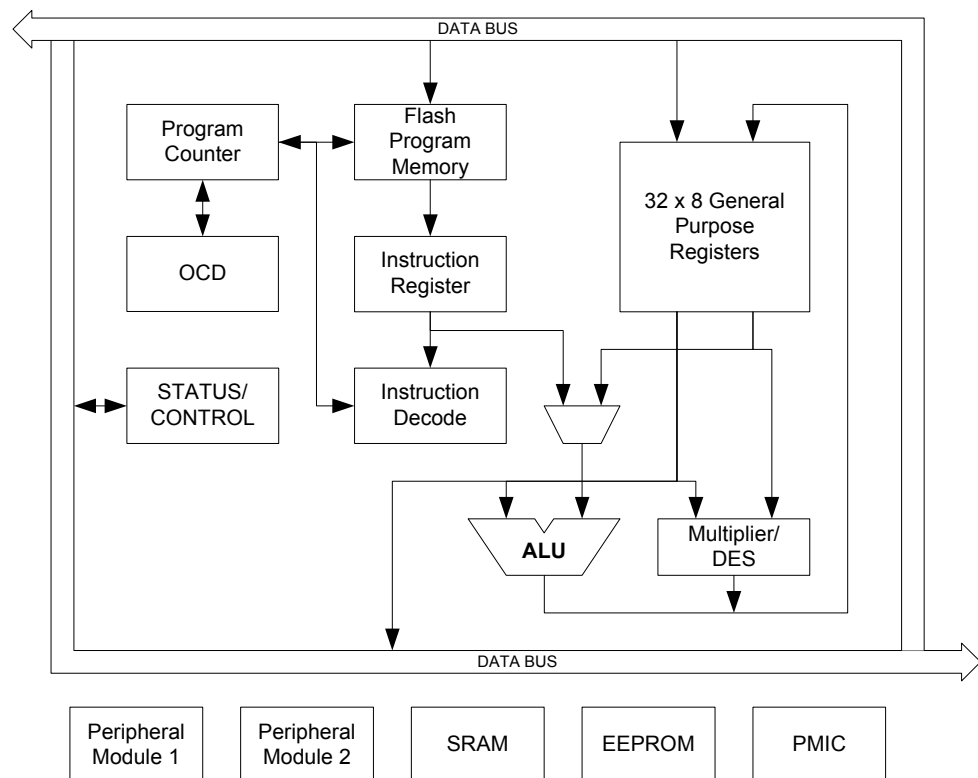 DATA BUS
Program
Counter
Flash
Program
Memory
32 x 8 General
Purpose
Registers
OCD
Instruction
Register
STATUS/
CONTROL
Instruction
Decode
ALU
Multiplier/
DES
DATA BUS
Peripheral
Module 1
Peripheral
Module 2
SRAM
EEPROM
PMIC